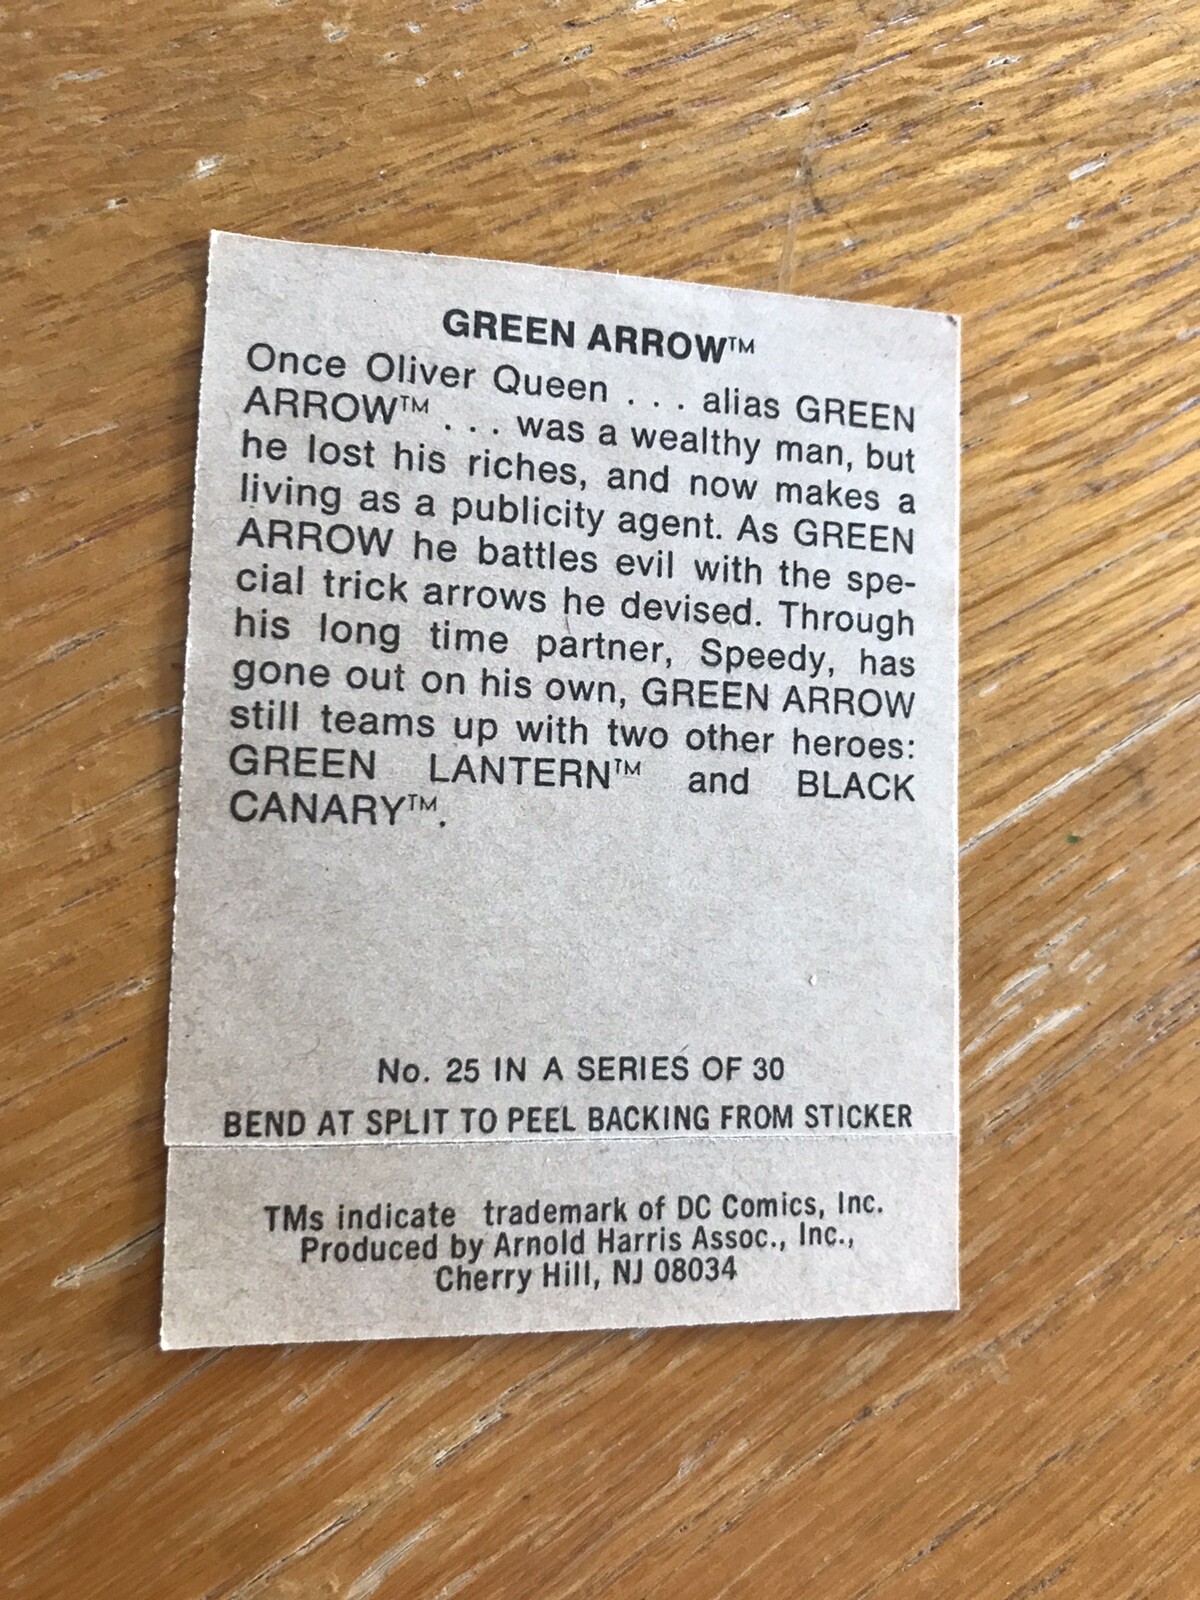 GREEN ARROW™
Once Oliver Queen . . . alias GREEN
ARROW™ . . . was a wealthy man, but
he lost his riches, and now makes a
living as a publicity agent. As GREEN
ARROW he battles evil with the spe-
cial trick arrows he devised. Through
his long time partner, Speedy, has
gone out on his own, GREEN ARROW
still teams up with two other heroes:
GREEN LANTERN™ and BLACK
CANARY™.
No. 25 IN A SERIES OF 30
BEND AT SPLIT TO PEEL BACKING FROM STICKER
TMs indicate trademark of DC Comics, Inc.
Produced by Arnold Harris Assoc., Inc.,
Cherry Hill, NJ 08034